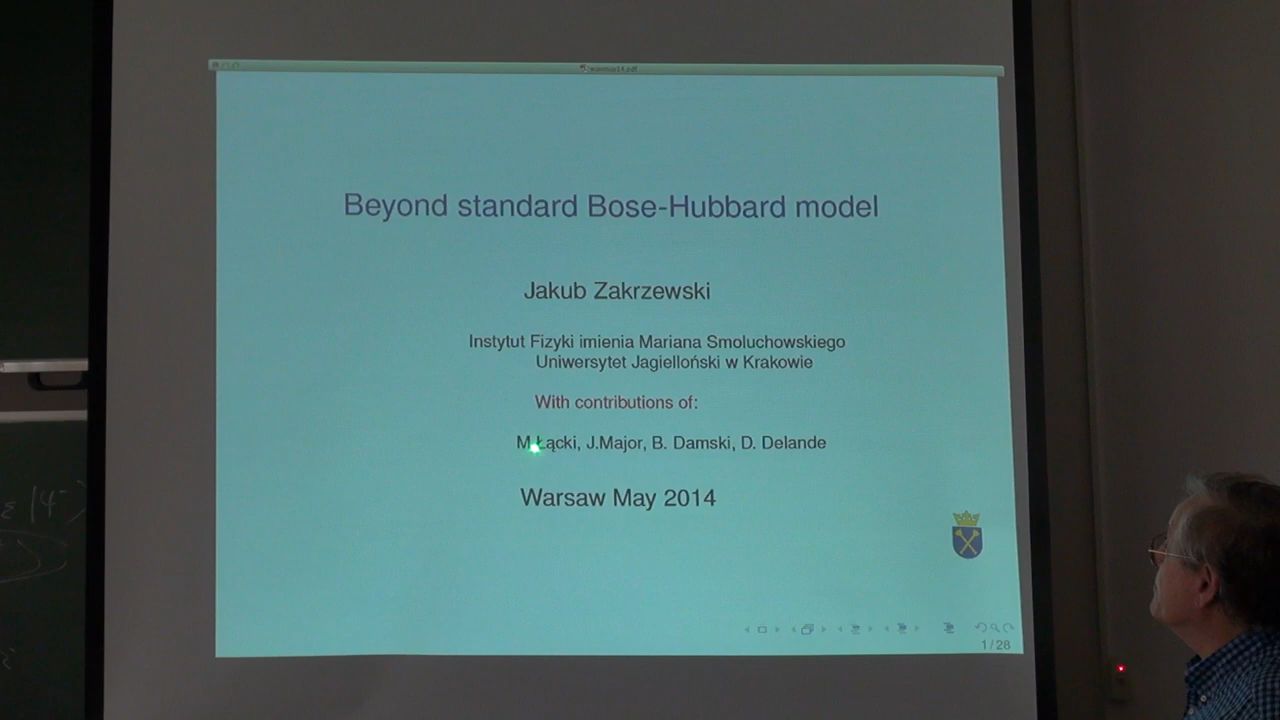 Beyond standard Bose-Hubbard model
Jakub Zakrzewski
Instytut Fizyki imienia Mariana Smoluchowskiego
Uniwersytet Jagielloński w Krakowie
With contributions of:
M.Łącki, J.Major, B. Damski, D. Delande
Warsaw May 2014
1 / 28